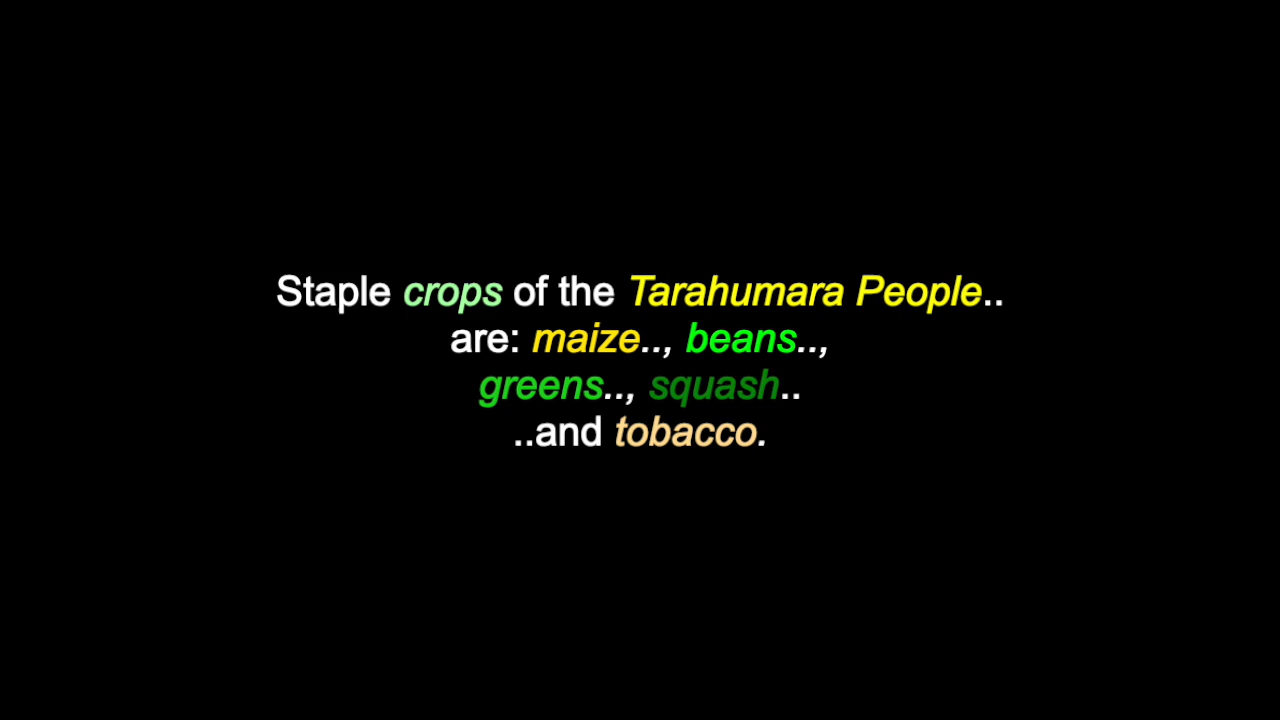 Staple crops of the Tarahumara People..
are: maize.., beans..,
greens.., squash..
..and tobacco.